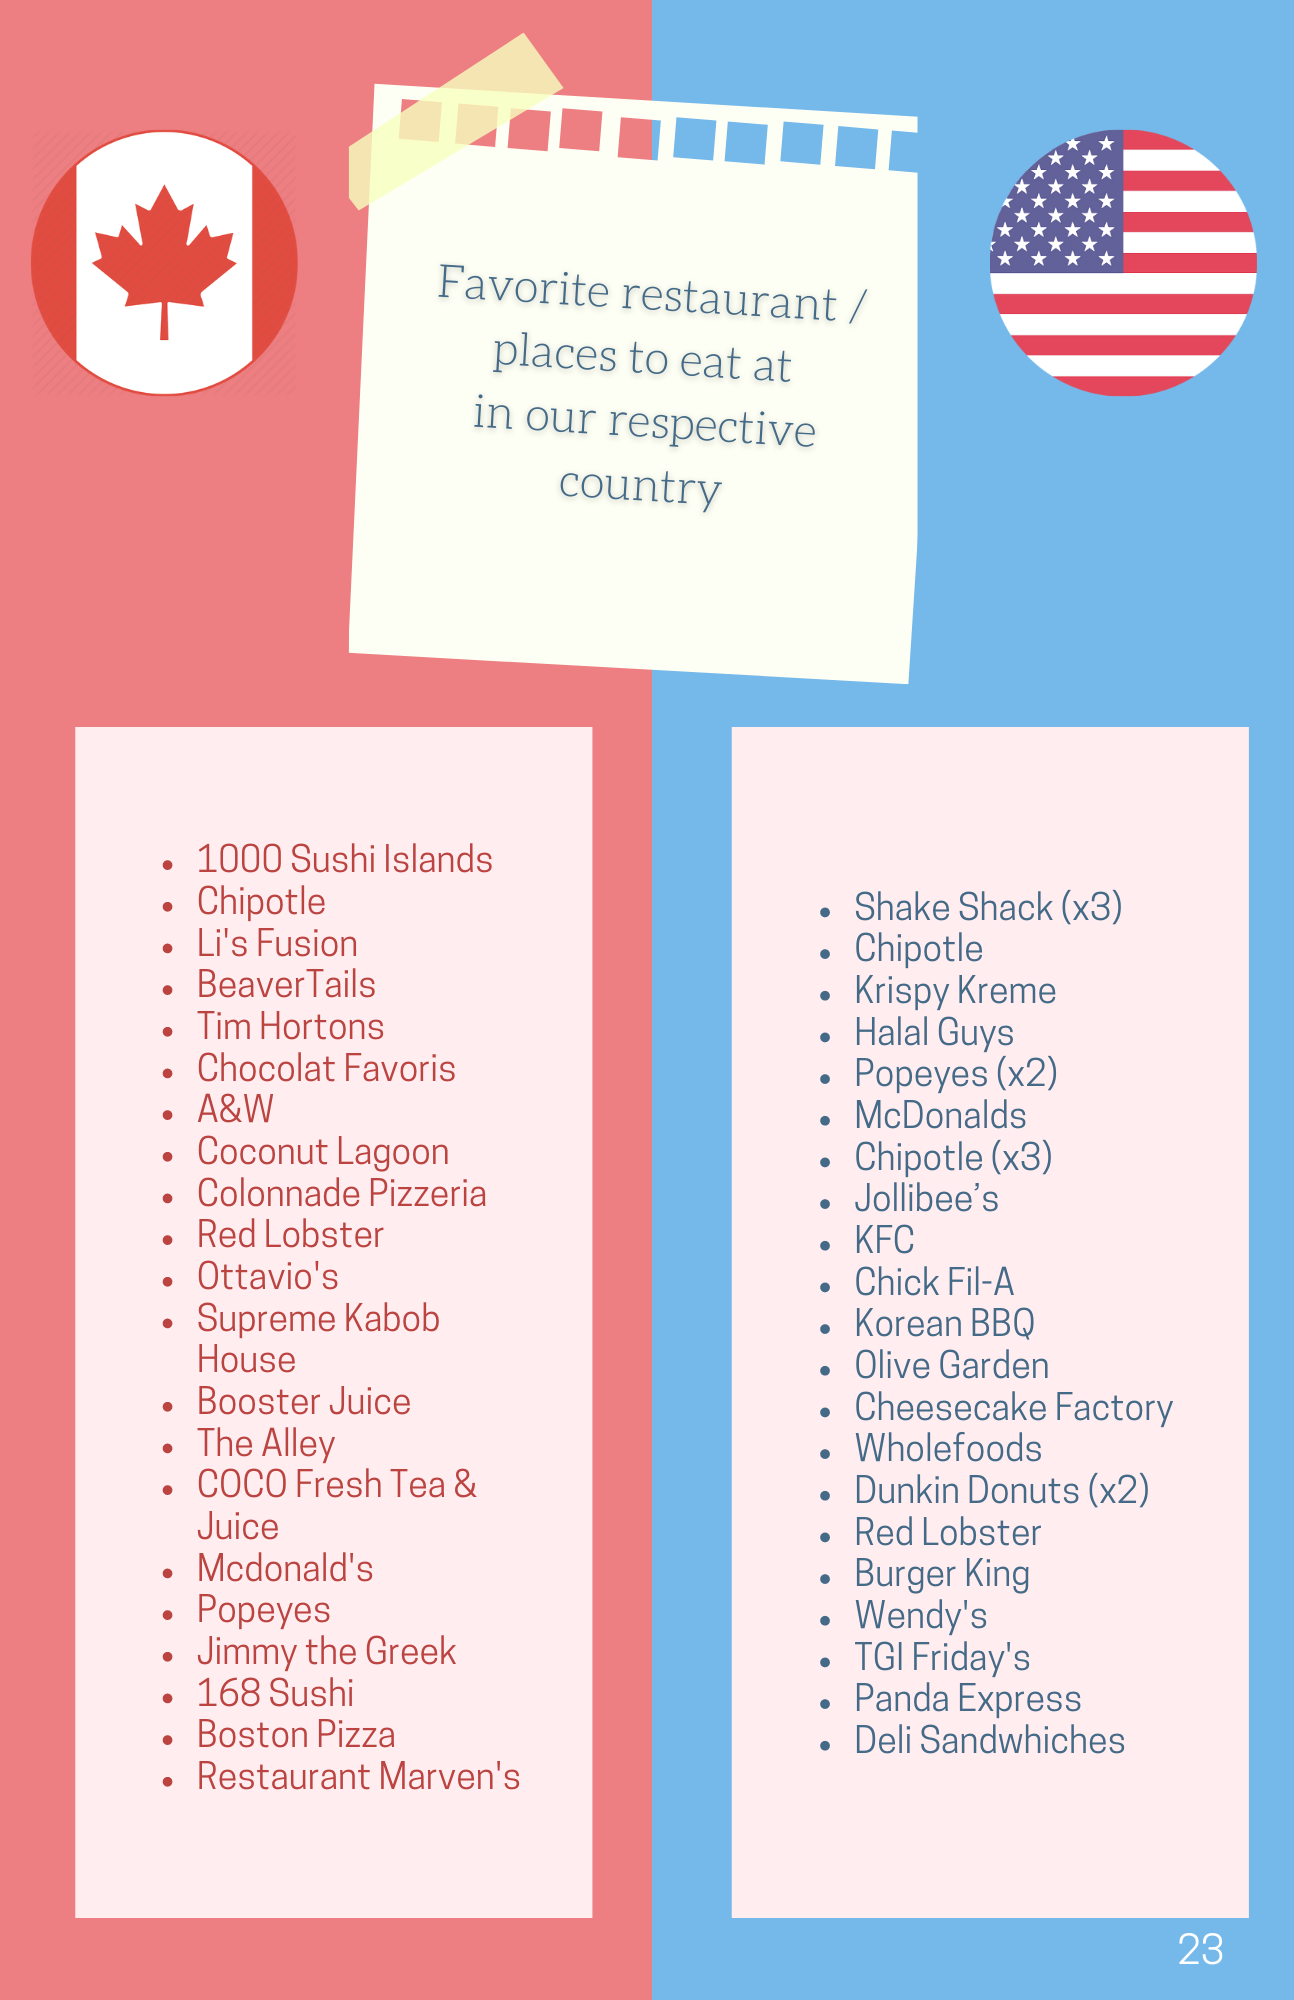 Favorite restaurant /
places to eat at
in our respective
country
• 1000 Sushi Islands
• Chipotle
• Li's Fusion
• BeaverTails
• Tim Hortons
• Chocolat Favoris
• A&W
• Coconut Lagoon
• Colonnade Pizzeria
• Red Lobster
• Ottavio's
• Supreme Kabob
House
• Booster Juice
• The Alley
• COCO Fresh Tea &
Juice
• Mcdonald's
• Popeyes
• Jimmy the Greek
• 168 Sushi
• Boston Pizza
• Restaurant Marven's
• Shake Shack (x3)
• Chipotle
• Krispy Kreme
• Halal Guys
• Popeyes (x2)
• McDonalds
• Chipotle (x3)
• Jollibee’s
• KFC
• Chick Fil-A
• Korean BBQ
• Olive Garden
• Cheesecake Factory
• Wholefoods
• Dunkin Donuts (x2)
• Red Lobster
• Burger King
• Wendy's
• TGI Friday's
• Panda Express
• Deli Sandwhiches
23